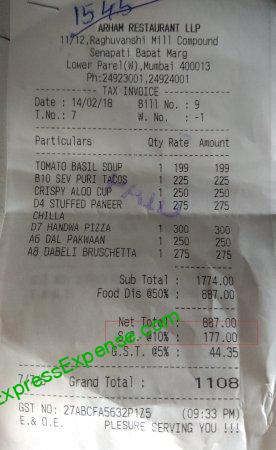 1545
ARHAM RESTAURANT LLP
11/12,Raghuvanshi Mill Compound
Senapati Bapat Marg
Lower Parel(W),Mumbai 400013
Ph:24923001,24924001
TAX INVOICE
Date : 14/02/18 Bill No. : 9
T.No. : 7 W. No. : -1
Particulars Qty Rate Amount
TOMATO BASIL SOUP 1 199 199
B10 SEV PURI TACOS 1 225 225
CRISPY ALOO CUP 1 250 250
D4 STUFFED PANEER 1 275 275
CHILLA
D7 HANDWA PIZZA 1 300 300
A6 DAL PAKWAAN 1 250 250
A8 DABELI BRUSCHETTA 1 275 275
Sub Total : 1774.00
Food Dis @50% : 887.00
Net Total : 887.00
@10% : 177.00
G.S.T. @5% : 44.35
Grand Total : 1108
GST NO: 27ABCFA5632P1Z5 (09:33 PM)
E.& O.E. PLESURE SERVING YOU !!!
ExpressExpense.com